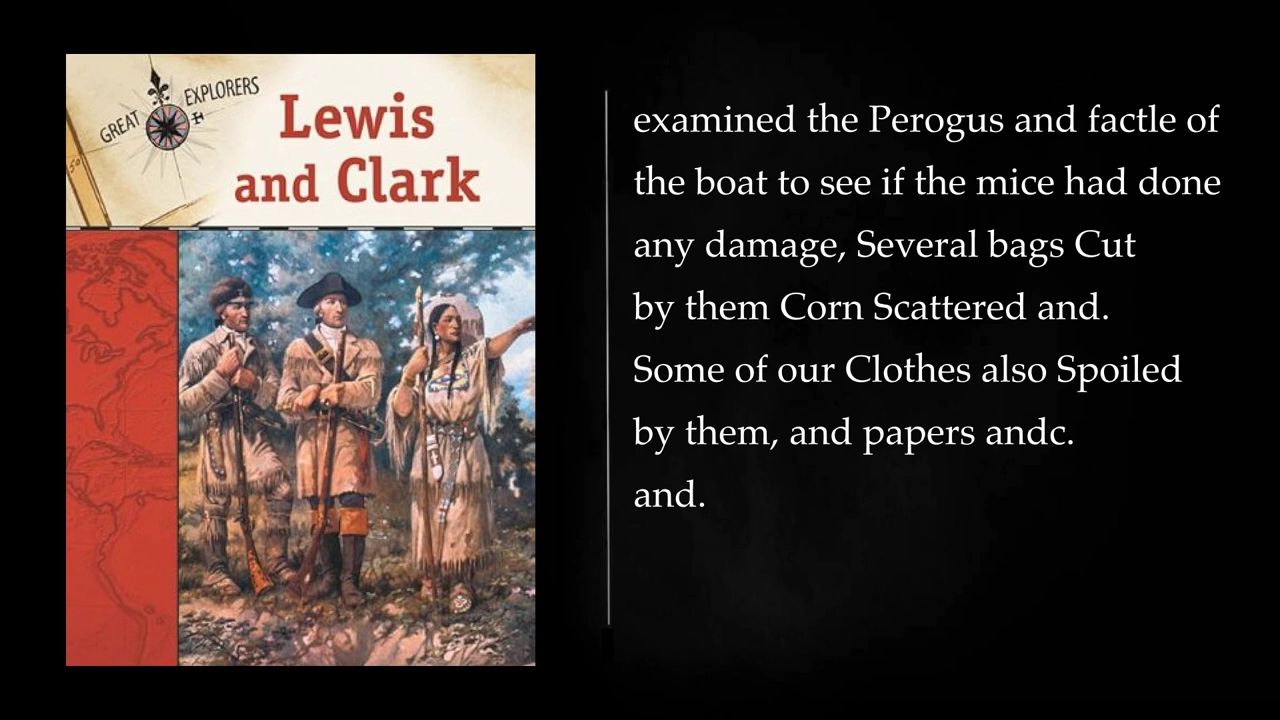 GREAT EXPLORERS
Lewis
and Clark
50
examined the Perogus and factle of
the boat to see if the mice had done
any damage, Several bags Cut
by them Corn Scattered and.
Some of our Clothes also Spoiled
by them, and papers andc.
and.